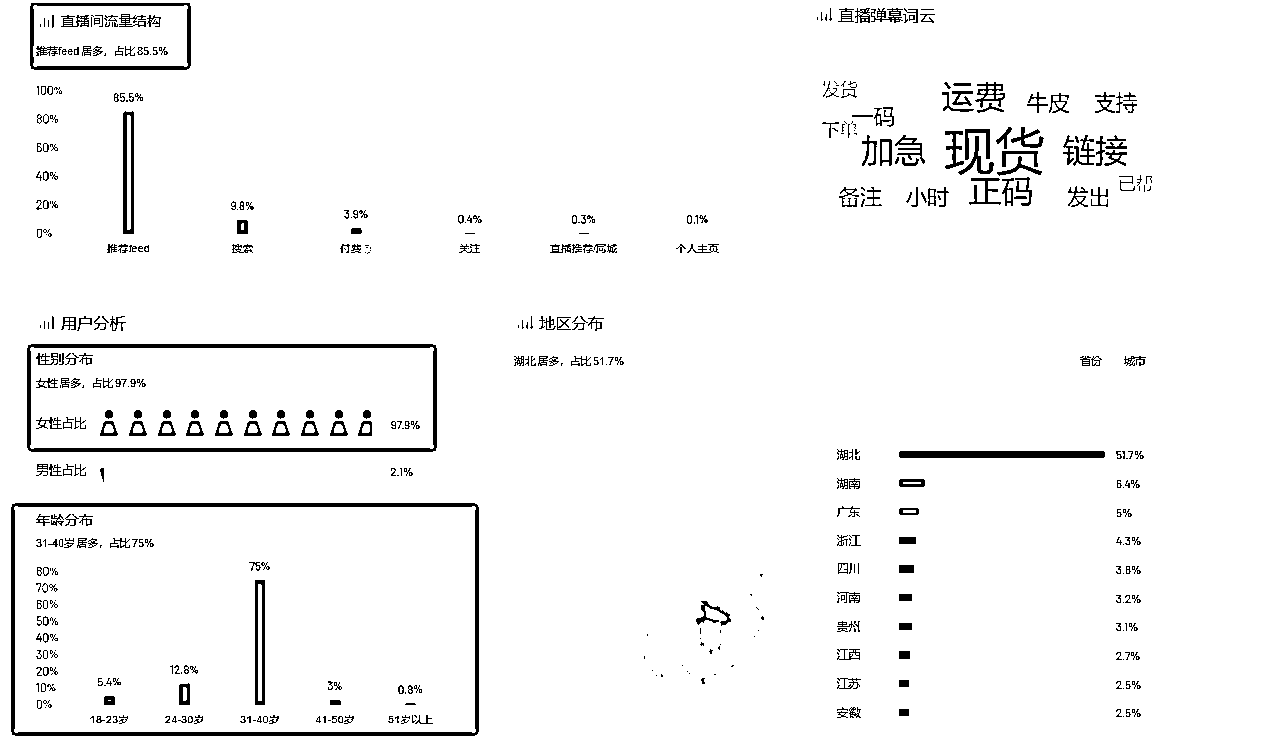 直播间流量结构
推荐feed居多，占比85.5%
100%
80%
60%
40%
20%
0%
85.5%
9.8%
3.9%
0.4%
0.3%
0.1%
推荐feed
搜索
付费
关注
直播推荐/同城
个人主页
直播弹幕词云
发货
运费
牛皮
支持
一码
下单
加急
现货
链接
备注
小时
正码
发出
已帮
用户分析
性别分布
女性居多，占比97.9%
女性占比 97.9%
男性占比 2.1%
年龄分布
31-40岁居多，占比75%
80%
70%
60%
50%
40%
30%
20%
10%
0%
5.4%
12.8%
75%
3%
0.8%
18-23岁
24-30岁
31-40岁
41-50岁
51岁以上
地区分布
湖北居多，占比51.7%
省份 城市
湖北 51.7%
湖南 6.4%
广东 5%
浙江 4.3%
四川 3.8%
河南 3.2%
贵州 3.1%
江西 2.7%
江苏 2.5%
安徽 2.5%